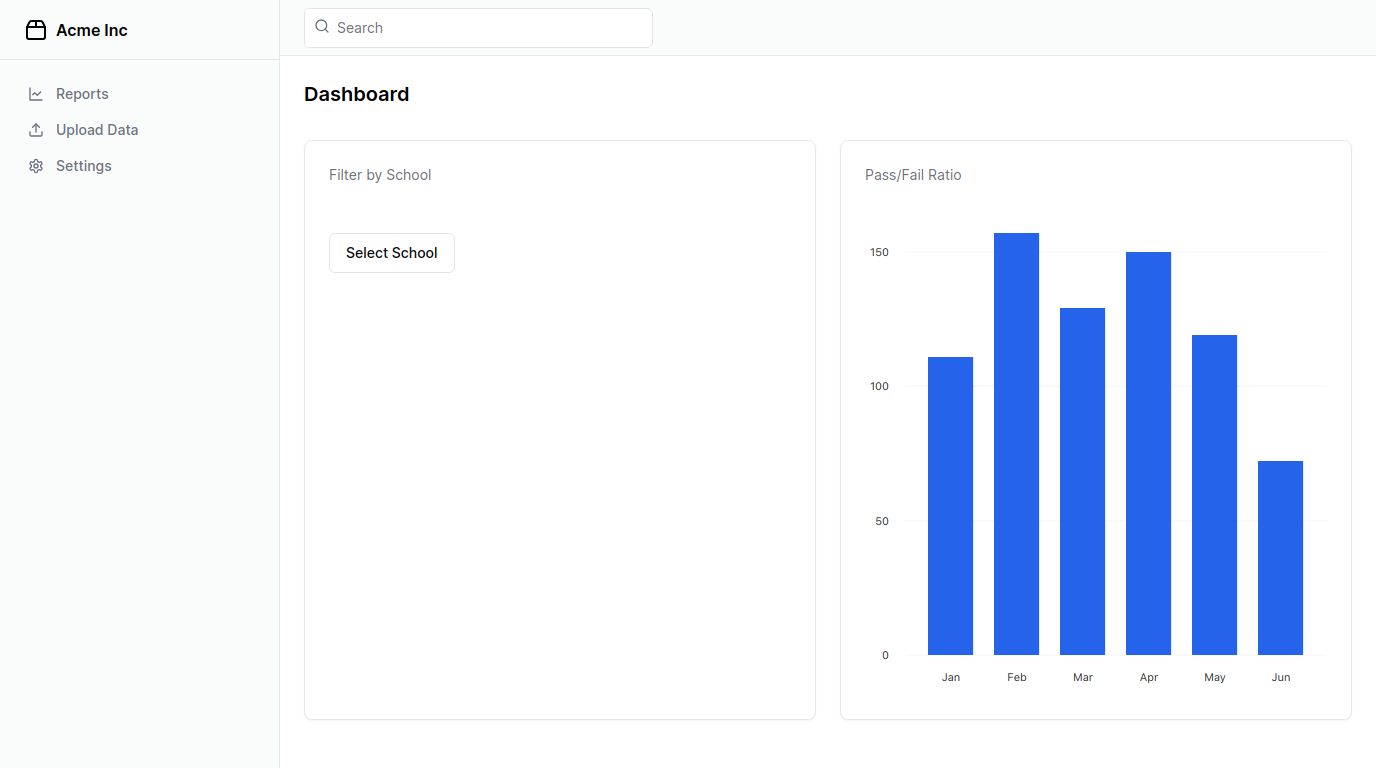 Acme Inc
Search
Reports
Upload Data
Settings
Dashboard
Filter by School
Select School
Pass/Fail Ratio
150
100
50
0
Jan Feb Mar Apr May Jun